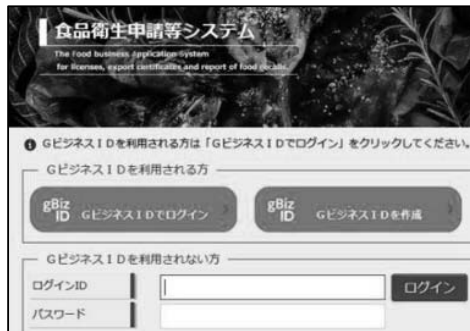 食品衛生申請等システム
The Food business Application System
for licenses, export certificates and report of food recalls.
GビジネスIDを利用される方は「GビジネスIDでログイン」をクリックしてください。
GビジネスIDを利用される方
gBiz ID GビジネスIDでログイン
gBiz ID GビジネスIDを作成
GビジネスIDを利用されない方
ログインID
ログイン
パスワード